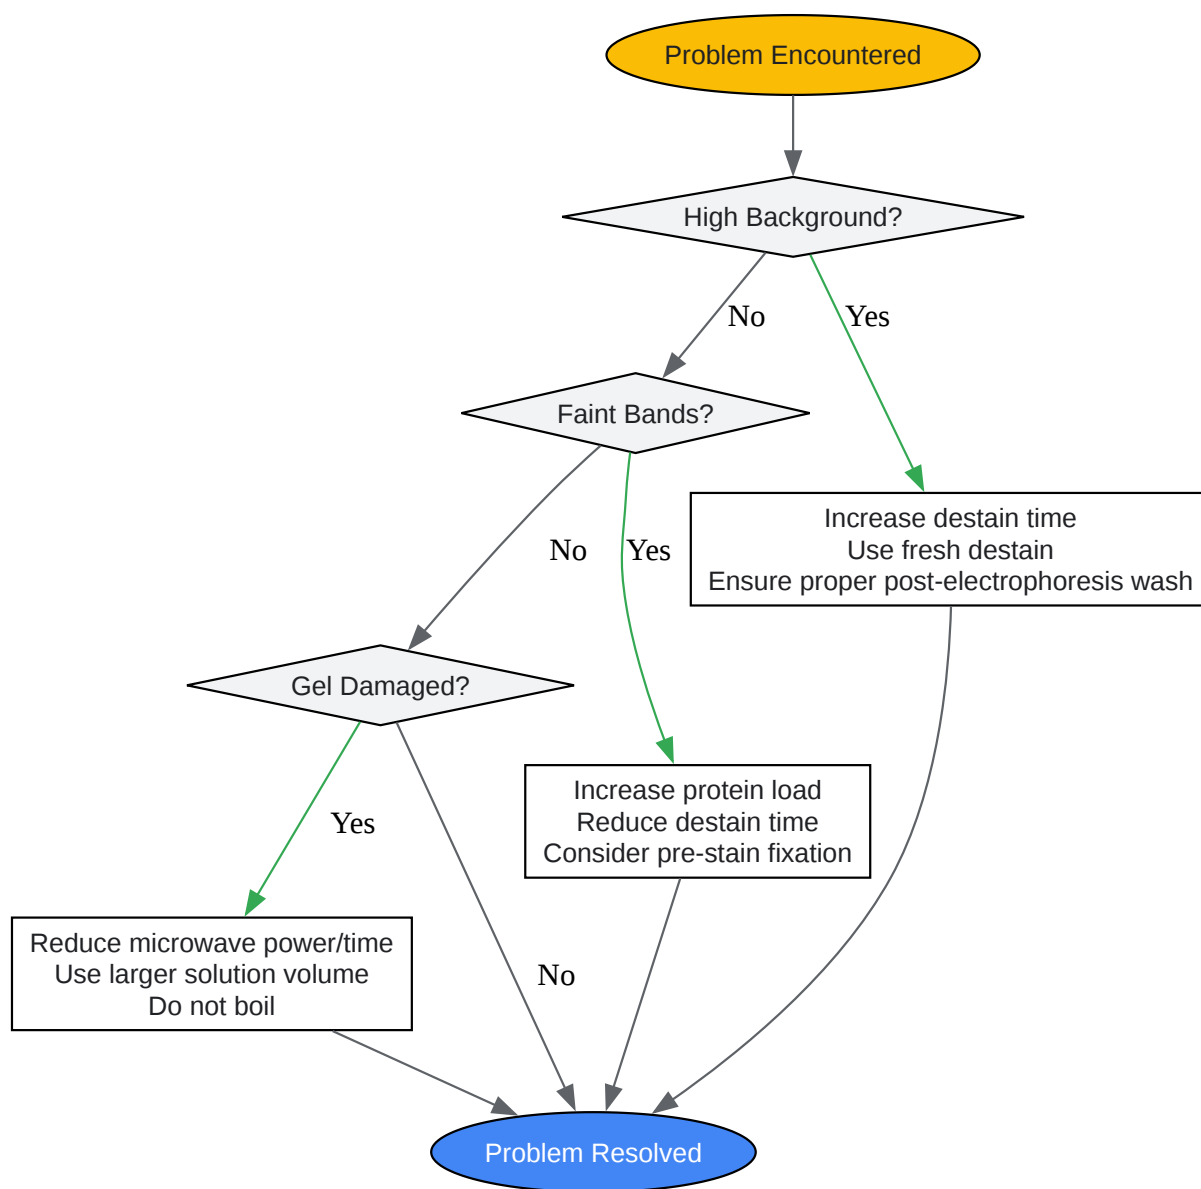 Problem Encountered
High Background?
No
Yes
Faint Bands?
Increase destain time
Use fresh destain
Ensure proper post-electrophoresis wash
No
Yes
Gel Damaged?
Increase protein load
Reduce destain time
Consider pre-stain fixation
Yes
Reduce microwave power/time
Use larger solution volume
Do not boil
No
Problem Resolved